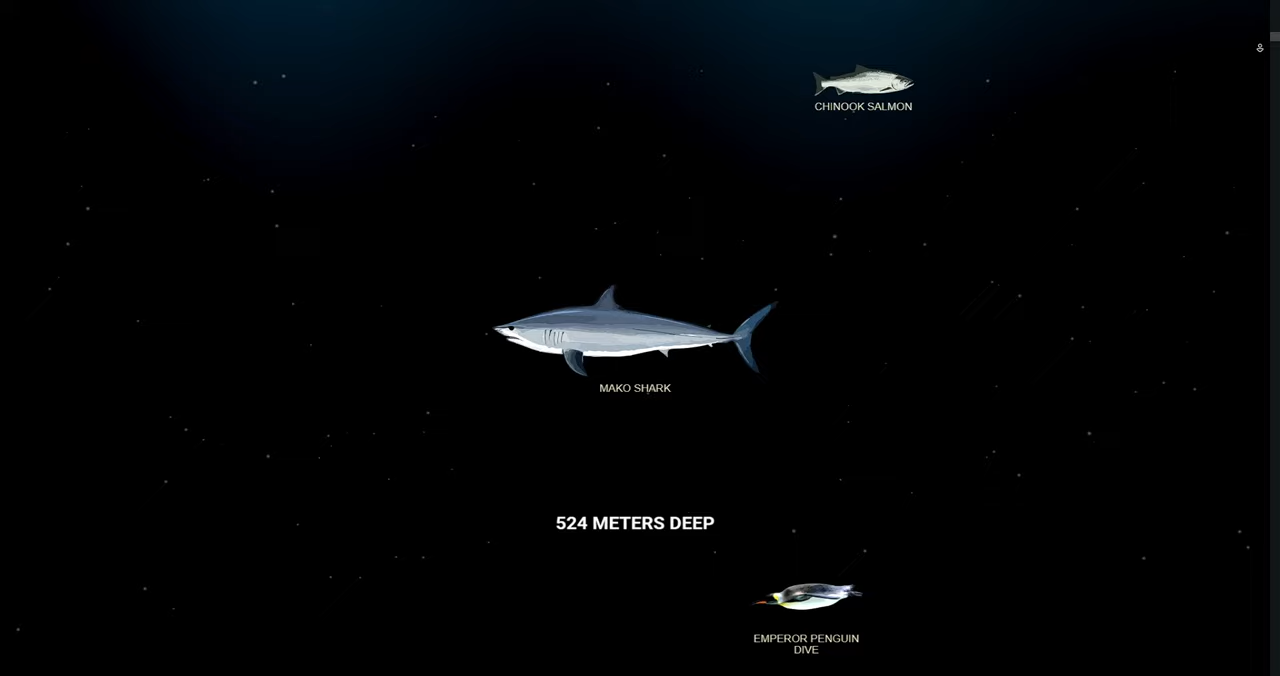 CHINOOK SALMON
MAKO SHARK
524 METERS DEEP
EMPEROR PENGUIN
DIVE